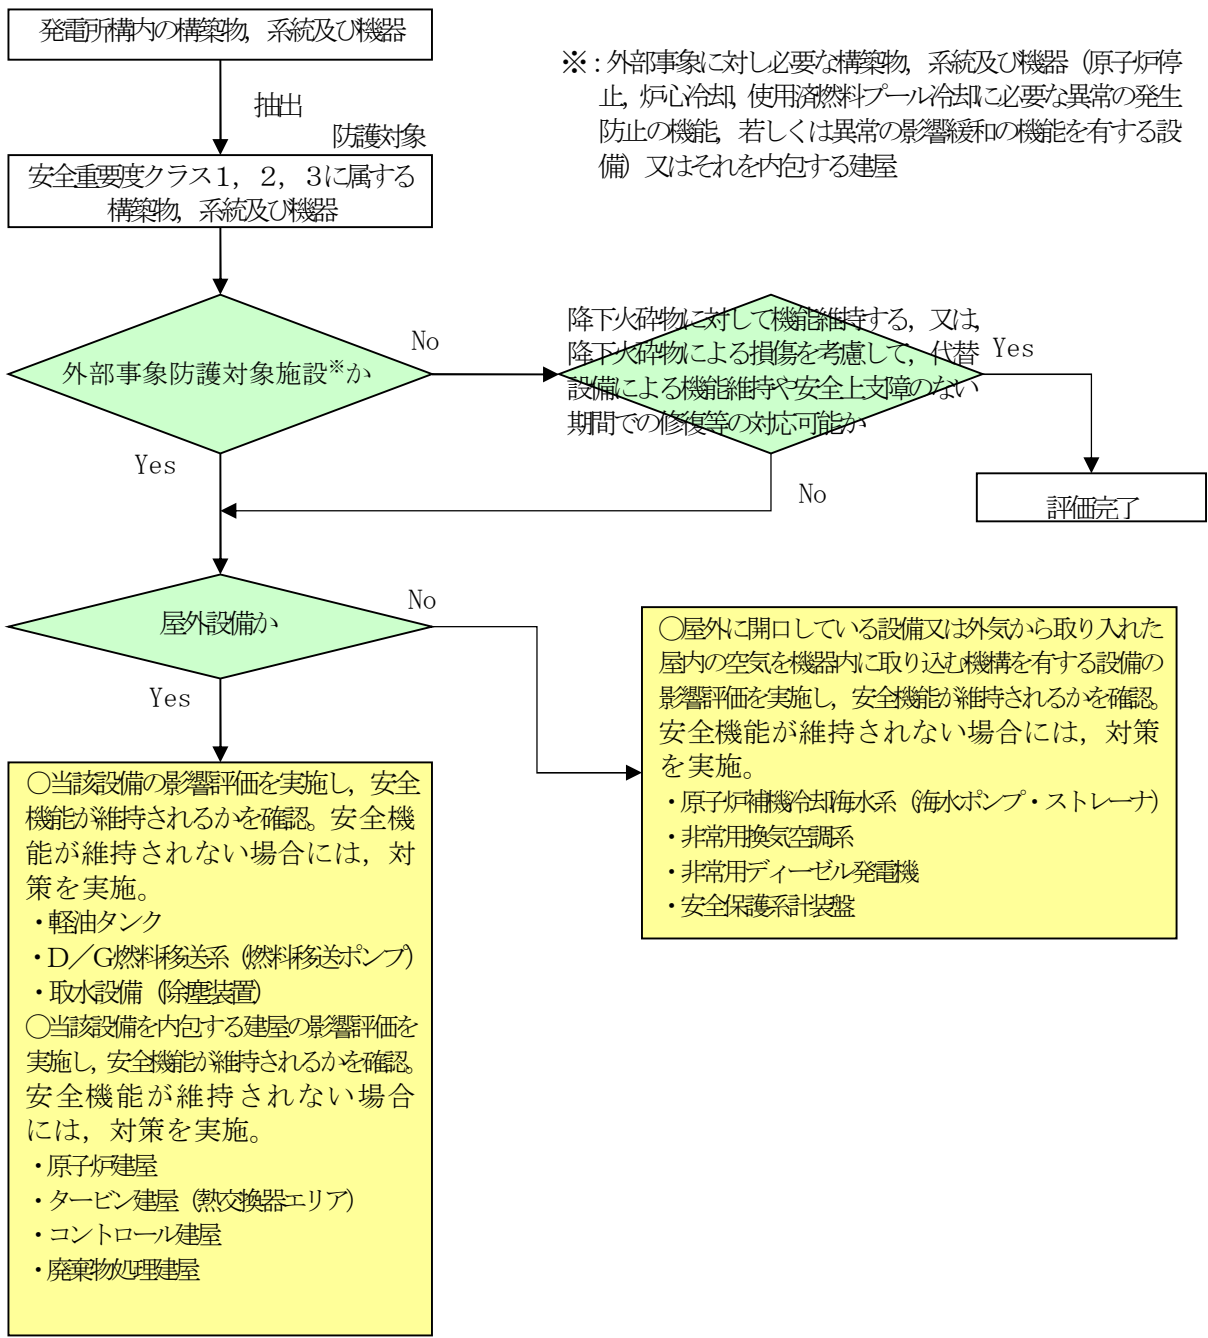 発電所構内の構築物，系統及び機器
※：外部事象に対し必要な構築物，系統及び機器（原子炉停
止，炉心冷却，使用済燃料プール冷却に必要な異常の発生
防止の機能，若しくは異常の影響緩和の機能を有する設
備）又はそれを内包する建屋
抽出
防護対象
安全重要度クラス１，２，３に属する
構築物，系統及び機器
外部事象防護対象施設※か
No
降下火砕物に対して機能維持する，又は，
降下火砕物による損傷を考慮して，代替
設備による機能維持や安全上支障のない
期間での修復等の対応可能か
Yes
Yes
No
評価完了
屋外設備か
No
Yes
○屋外に開口している設備又は外気から取り入れた
屋内の空気を機器内に取り込む機構を有する設備の
影響評価を実施し，安全機能が維持されるかを確認。
安全機能が維持されない場合には，対策
を実施。
・原子炉補機冷却海水系（海水ポンプ・ストレーナ）
・非常用換気空調系
・非常用ディーゼル発電機
・安全保護系計装盤
○当該設備の影響評価を実施し，安全
機能が維持されるかを確認。安全機
能が維持されない場合には，対
策を実施。
・軽油タンク
・Ｄ／Ｇ燃料移送系（燃料移送ポンプ）
・取水設備（除塵装置）
○当該設備を内包する建屋の影響評価を
実施し，安全機能が維持されるかを確認。
安全機能が維持されない場合
には，対策を実施。
・原子炉建屋
・タービン建屋（熱交換器エリア）
・コントロール建屋
・廃棄物処理建屋